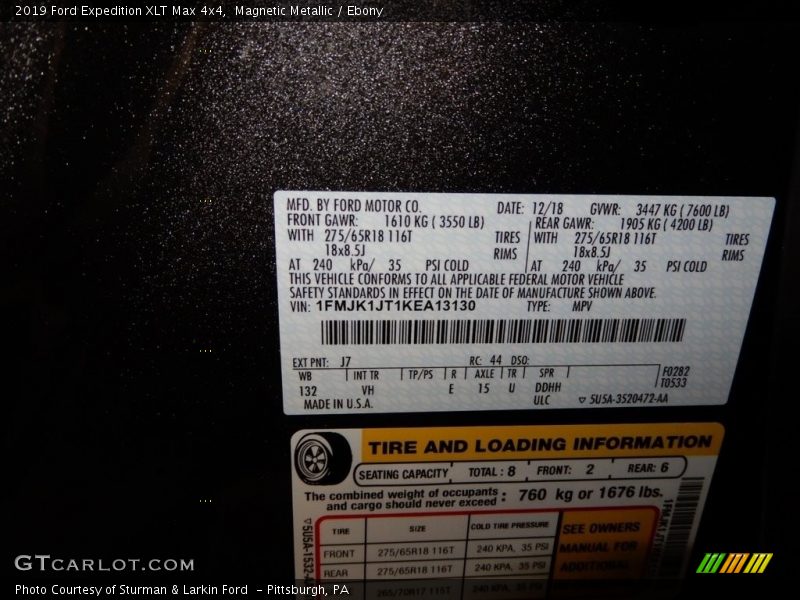 2019 Ford Expedition XLT Max 4x4, Magnetic Metallic / Ebony
MFD. BY FORD MOTOR CO. DATE: 12/18 GVWR: 3447 KG ( 7600 LB)
FRONT GAWR: 1610 KG ( 3550 LB) REAR GAWR: 1905 KG ( 4200 LB)
WITH 275/65R18 116T TIRES WITH 275/65R18 116T TIRES
18x8.5J RIMS 18x8.5J RIMS
AT 240 kPa/ 35 PSI COLD AT 240 kPa/ 35 PSI COLD
THIS VEHICLE CONFORMS TO ALL APPLICABLE FEDERAL MOTOR VEHICLE
SAFETY STANDARDS IN EFFECT ON THE DATE OF MANUFACTURE SHOWN ABOVE.
VIN: 1FMJK1JT1KEA13130 TYPE: MPV
EXT PNT: J7 RC: 44 DSO:
WB INT TR TP/PS R AXLE TR SPR F0282
T0533
132 VH E 15 U DDHH
MADE IN U.S.A. ULC 5U5A-3520472-AA
TIRE AND LOADING INFORMATION
SEATING CAPACITY TOTAL : 8 FRONT: 2 REAR: 6
The combined weight of occupants and cargo should never exceed : 760 kg or 1676 lbs.
TIRE SIZE COLD TIRE PRESSURE
FRONT 275/65R18 116T 240 KPA, 35 PSI
REAR 275/65R18 116T 240 KPA, 35 PSI
265/70R17 115T 240 KPA, 35 PSI
SEE OWNERS
MANUAL FOR
ADDITIONAL
GTCARLOT.COM
Photo Courtesy of Sturman & Larkin Ford - Pittsburgh, PA